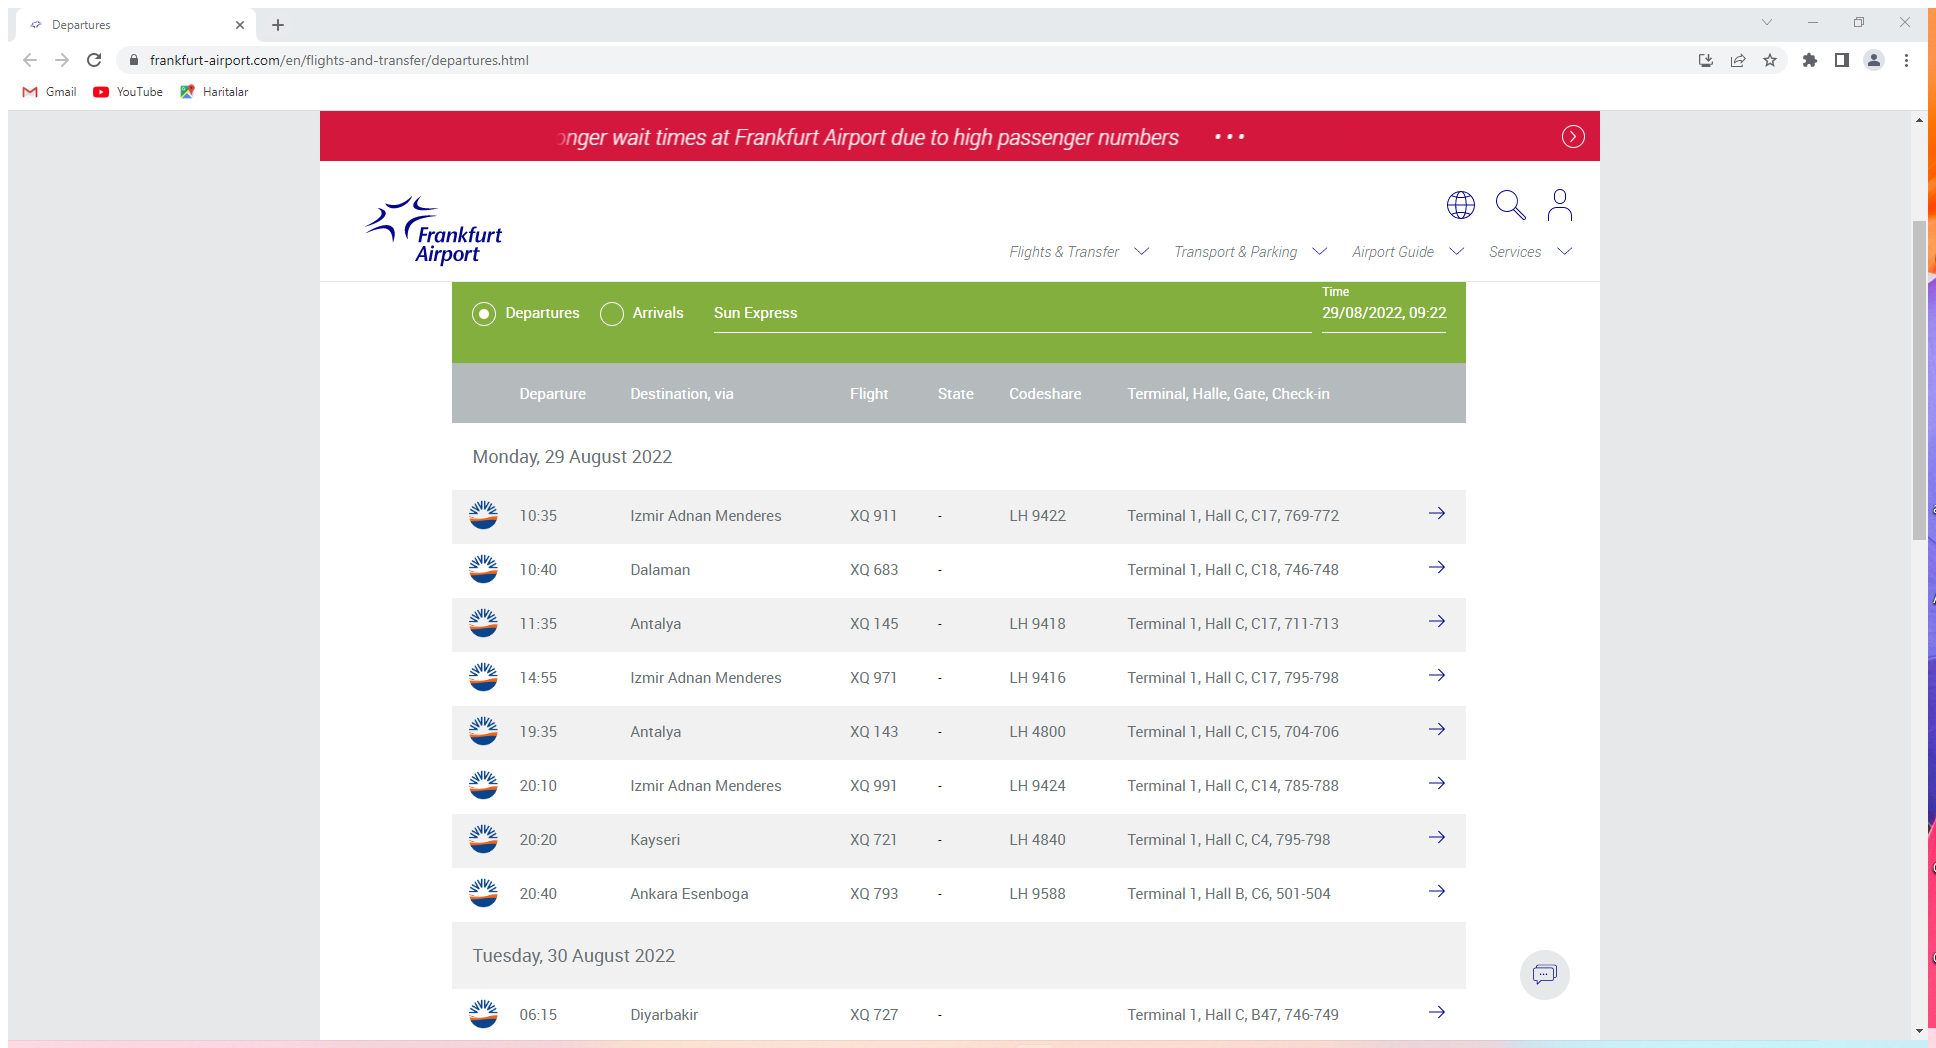 Departures
frankfurt-airport.com/en/flights-and-transfer/departures.html
Gmail YouTube Haritalar
onger wait times at Frankfurt Airport due to high passenger numbers ...
Frankfurt
Airport
Flights & Transfer Transport & Parking Airport Guide Services
Time
Departures Arrivals Sun Express 29/08/2022, 09:22
Departure Destination, via Flight State Codeshare Terminal, Halle, Gate, Check-in
Monday, 29 August 2022
10:35 Izmir Adnan Menderes XQ 911 - LH 9422 Terminal 1, Hall C, C17, 769-772
10:40 Dalaman XQ 683 - Terminal 1, Hall C, C18, 746-748
11:35 Antalya XQ 145 - LH 9418 Terminal 1, Hall C, C17, 711-713
14:55 Izmir Adnan Menderes XQ 971 - LH 9416 Terminal 1, Hall C, C17, 795-798
19:35 Antalya XQ 143 - LH 4800 Terminal 1, Hall C, C15, 704-706
20:10 Izmir Adnan Menderes XQ 991 - LH 9424 Terminal 1, Hall C, C14, 785-788
20:20 Kayseri XQ 721 - LH 4840 Terminal 1, Hall C, C4, 795-798
20:40 Ankara Esenboga XQ 793 - LH 9588 Terminal 1, Hall B, C6, 501-504
Tuesday, 30 August 2022
06:15 Diyarbakir XQ 727 - Terminal 1, Hall C, B47, 746-749